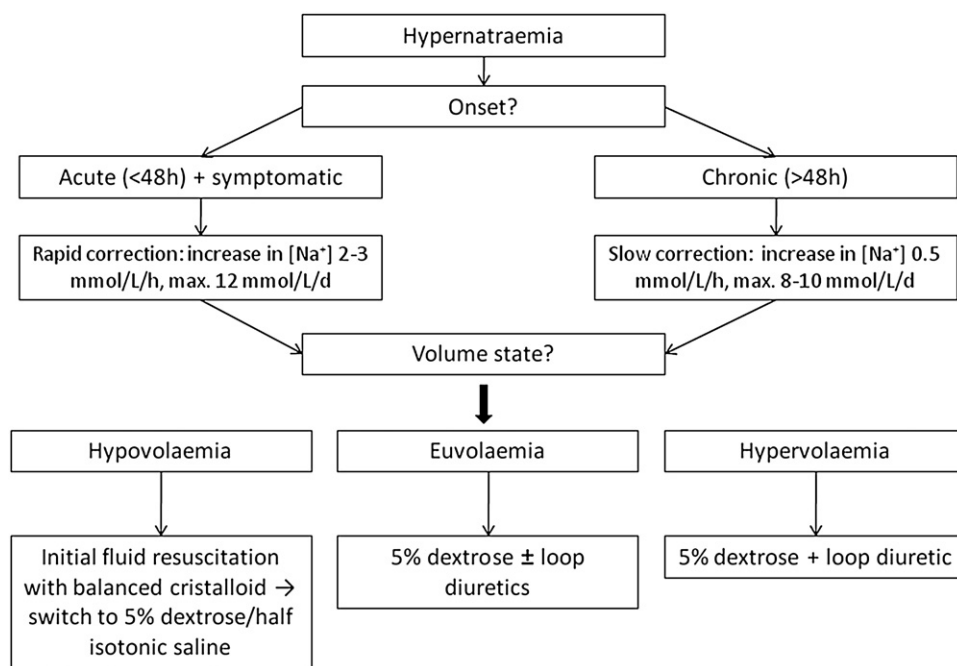 Hypernatraemia
Onset?
Acute (<48h) + symptomatic
Chronic (>48h)
Rapid correction: increase in [Na⁺] 2-3
mmol/L/h, max. 12 mmol/L/d
Slow correction: increase in [Na⁺] 0.5
mmol/L/h, max. 8-10 mmol/L/d
Volume state?
Hypovolaemia
Euvolaemia
Hypervolaemia
Initial fluid resuscitation
with balanced cristalloid →
switch to 5% dextrose/half
isotonic saline
5% dextrose ± loop
diuretics
5% dextrose + loop diuretic